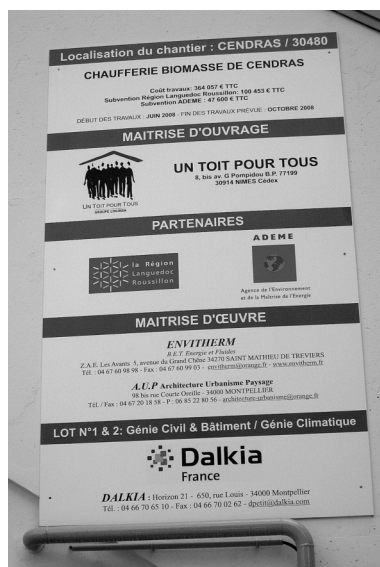 Localisation du chantier : CENDRAS / 30480
CHAUFFERIE BIOMASSE DE CENDRAS
Coût travaux: 364 057 € TTC
Subvention Région Languedoc Roussillon: 100 453 € TTC
Subvention ADEME : 47 600 € TTC
DÉBUT DES TRAVAUX : JUIN 2008 - FIN DES TRAVAUX PRÉVUE : OCTOBRE 2008
MAITRISE D'OUVRAGE
UN TOIT POUR TOUS
8, bis av. G Pompidou B.P. 77199
30914 NIMES Cédex
UN TOIT POUR TOUS
GROUPE
PARTENAIRES
la Région
Languedoc
Roussillon
ADEME
Agence de l'Environnement
et de la Maîtrise de l'Energie
MAITRISE D'ŒUVRE
ENVITHERM
B.E.T. Energie et Fluides
Z.A.E. Les Avants 5, avenue du Grand Chêne 34270 SAINT MATHIEU DE TREVIERS
Tél. : 04 67 60 98 98 - Fax : 04 67 60 99 03 - envitherm@orange.fr - www.envitherm.fr
A.U.P Architecture Urbanisme Paysage
98 bis rue Courte Oreille - 34000 MONTPELLIER
Tél. / Fax : 04 67 20 18 58 - P : 06 85 22 80 56 - architecture-urbanisme@orange.fr
LOT N°1 & 2: Génie Civil & Bâtiment / Génie Climatique
Dalkia
France
DALKIA : Horizon 21 - 650, rue Louis - 34000 Montpellier
Tél. : 04 66 70 65 10 - Fax : 04 66 70 02 62 - dpetit@dalkia.com